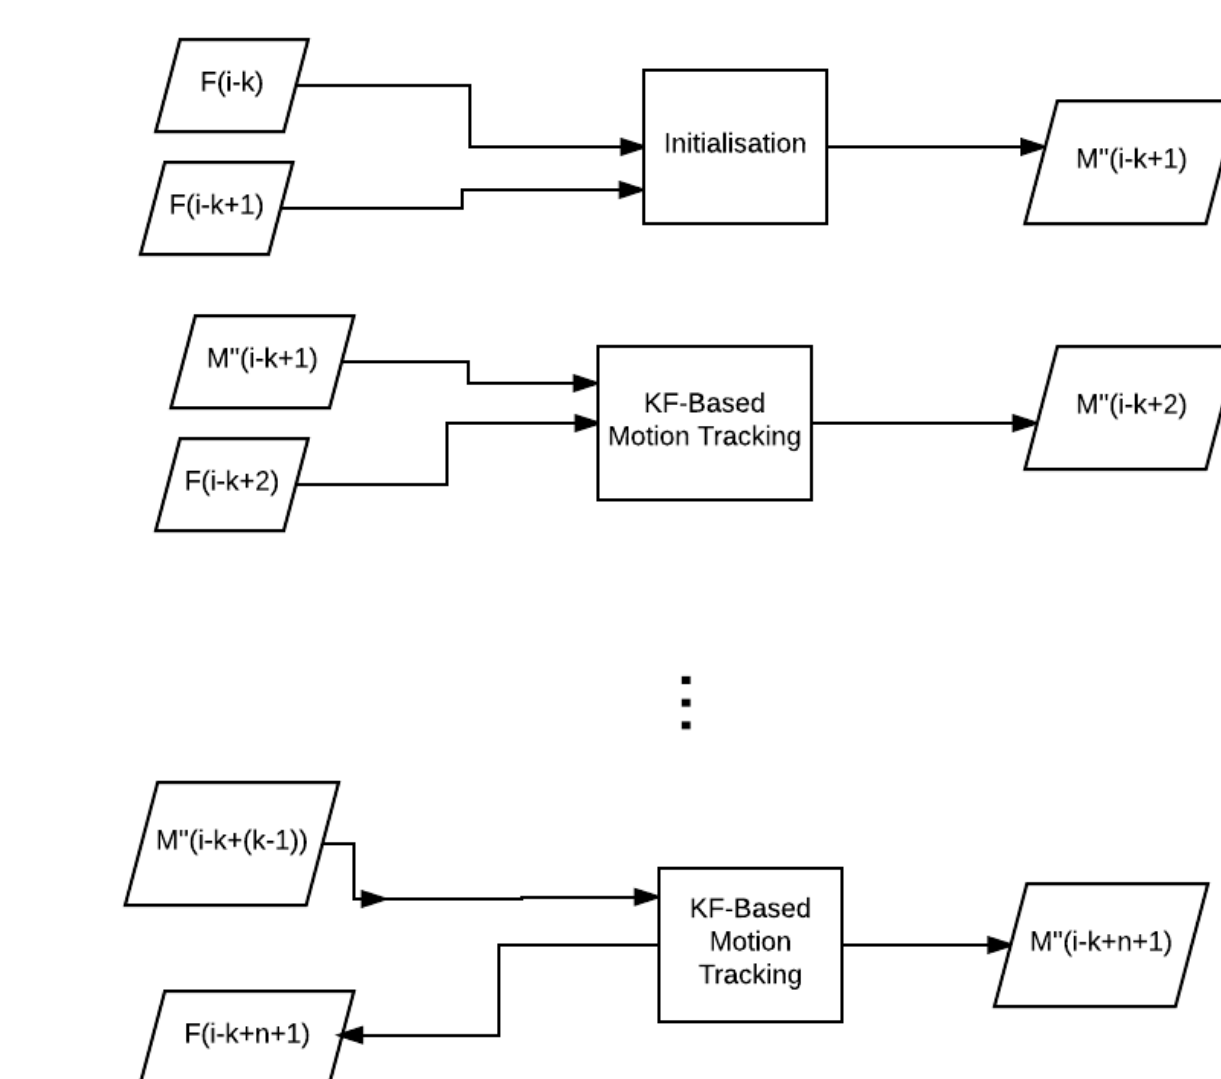 F(i-k)
F(i-k+1)
Initialisation
M"(i-k+1)
M"(i-k+1)
F(i-k+2)
KF-Based
Motion Tracking
M"(i-k+2)
M"(i-k+(k-1))
F(i-k+n+1)
KF-Based
Motion
Tracking
M"(i-k+n+1)